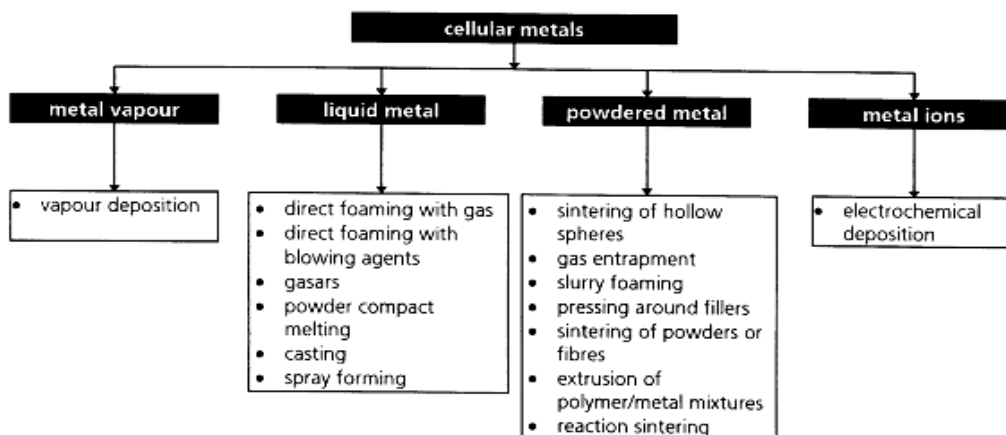 cellular metals
metal vapour
liquid metal
powdered metal
metal ions
• vapour deposition
• direct foaming with gas
• direct foaming with
blowing agents
• gasars
• powder compact
melting
• casting
• spray forming
• sintering of hollow
spheres
• gas entrapment
• slurry foaming
• pressing around fillers
• sintering of powders or
fibres
• extrusion of
polymer/metal mixtures
• reaction sintering
• electrochemical
deposition